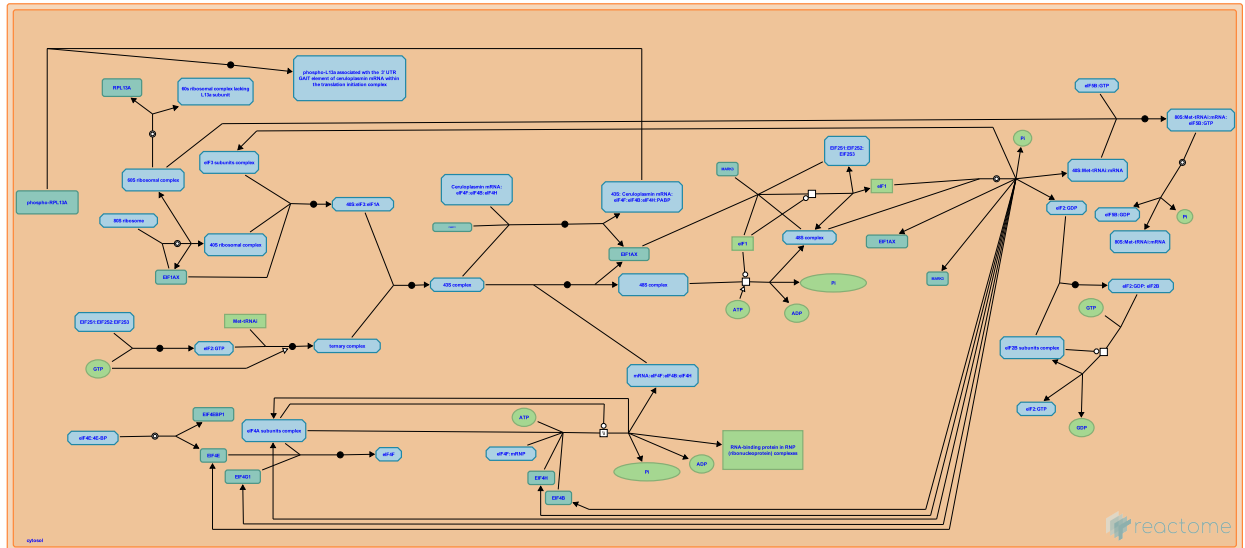 phospho-L13a associated wth the 3' UTR
GAIT element of ceruloplasmin mRNA within
the translation initiation complex
RPL13A
60s ribosomal complex lacking
L13a subunit
eIF5B:GTP
80S:Met-tRNAi:mRNA:
eIF5B:GTP
Pi
eIF3 subunits complex
EIF2S1:EIF2S2:
EIF2S3
60S ribosomal complex
40S:Met-tRNAi:mRNA
phospho-RPL13A
Ceruloplasmin mRNA:
eIF4F:eIF4B:eIF4H
43S: Ceruloplasmin mRNA:
eIF4F:eIF4B:eIF4H:PABP
eIF1
40S:eIF3:eIF1A
eIF2:GDP
eIF5B:GDP
Pi
80S ribosome
40S ribosomal complex
EIF1AX
48S complex
eIF1
EIF1AX
80S:Met-tRNAi:mRNA
EIF1AX
43S complex
48S complex
Pi
eIF2:GDP: eIF2B
ATP
ADP
GTP
EIF2S1:EIF2S2:EIF2S3
Met-tRNAi
eIF2:GTP
ternary complex
eIF2B subunits complex
GTP
mRNA:eIF4F:eIF4B:eIF4H
eIF2:GTP
GDP
EIF4EBP1
ATP
eIF4E:4E-BP
eIF4A subunits complex
EIF4E
eIF4F
eIF4F:mRNP
RNA-binding protein in RNP
(ribonucleoprotein) complexes
ADP
Pi
EIF4G1
EIF4H
EIF4B
cytosol
reactome